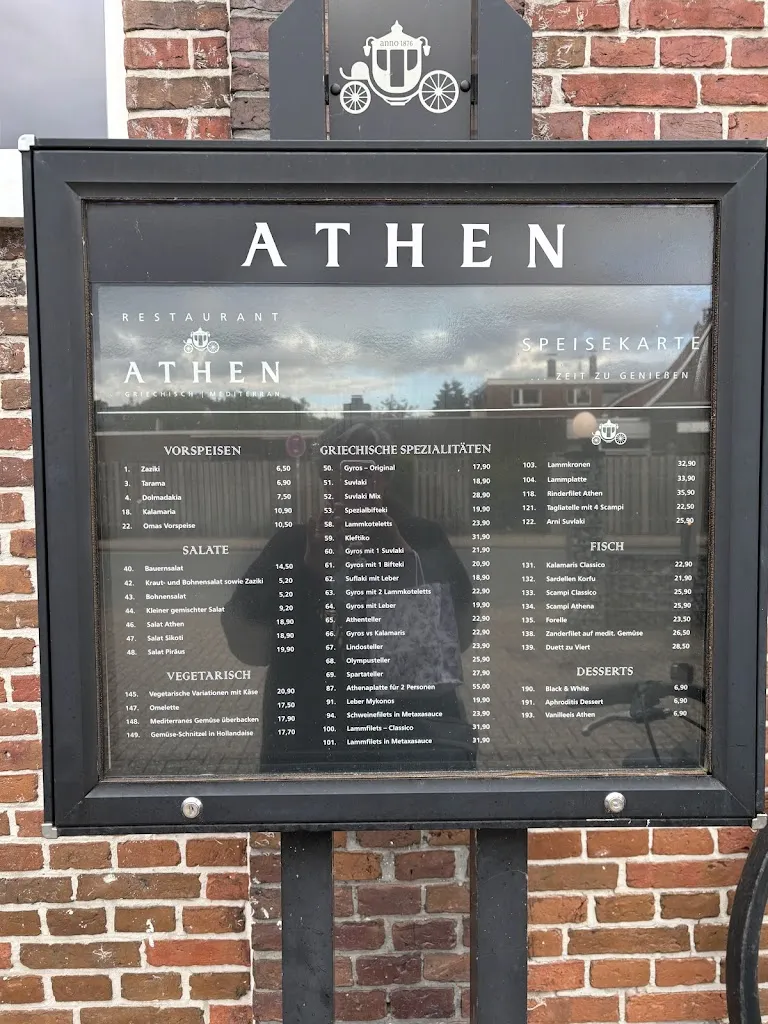 anno 1876
ATHEN
RESTAURANT
ATHEN
GRIECHISCH | MEDITERRAN
SPEISEKARTE
... ZEIT ZU GENIEßEN
VORSPEISEN
1. Zaziki 6,50
3. Tarama 6,90
4. Dolmadakia 7,50
18. Kalamaria 10,90
22. Omas Vorspeise 10,50
SALATE
40. Bauernsalat 14,50
42. Kraut- und Bohnensalat sowie Zaziki 5,20
43. Bohnensalat 5,20
44. Kleiner gemischter Salat 9,20
46. Salat Athen 18,90
47. Salat Sikoti 18,90
48. Salat Piräus 19,90
VEGETARISCH
145. Vegetarische Variationen mit Käse 20,90
147. Omelette 17,50
148. Mediterranes Gemüse überbacken 17,90
149. Gemüse-Schnitzel in Hollandaise 17,70
GRIECHISCHE SPEZIALITÄTEN
50. Gyros – Original 17,90
51. Suvlaki 18,90
52. Suvlaki Mix 28,90
53. Spezialbifteki 19,90
58. Lammkoteletts 23,90
59. Kleftiko 31,90
60. Gyros mit 1 Suvlaki 21,90
61. Gyros mit 1 Bifteki 20,90
62. Suflaki mit Leber 18,90
63. Gyros mit 2 Lammkoteletts 22,90
64. Gyros mit Leber 19,90
65. Athenteller 22,90
66. Gyros vs Kalamaris 22,90
67. Lindosteller 23,90
68. Olympusteller 25,90
69. Spartateller 27,90
87. Athenaplatte für 2 Personen 55,00
91. Leber Mykonos 19,90
94. Schweinefilets in Metaxasauce 23,90
100. Lammfilets – Classico 31,90
101. Lammfilets in Metaxasauce 31,90
103. Lammkronen 32,90
104. Lammplatte 33,90
118. Rinderfilet Athen 35,90
121. Tagliatelle mit 4 Scampi 22,50
122. Arni Suvlaki 25,90
FISCH
131. Kalamaris Classico 22,90
132. Sardellen Korfu 21,90
133. Scampi Classico 25,90
134. Scampi Athena 25,90
135. Forelle 23,50
138. Zanderfilet auf medit. Gemüse 26,50
139. Duett zu Viert 28,50
DESSERTS
190. Black & White 6,90
191. Aphroditis Dessert 6,90
193. Vanilleeis Athen 6,90